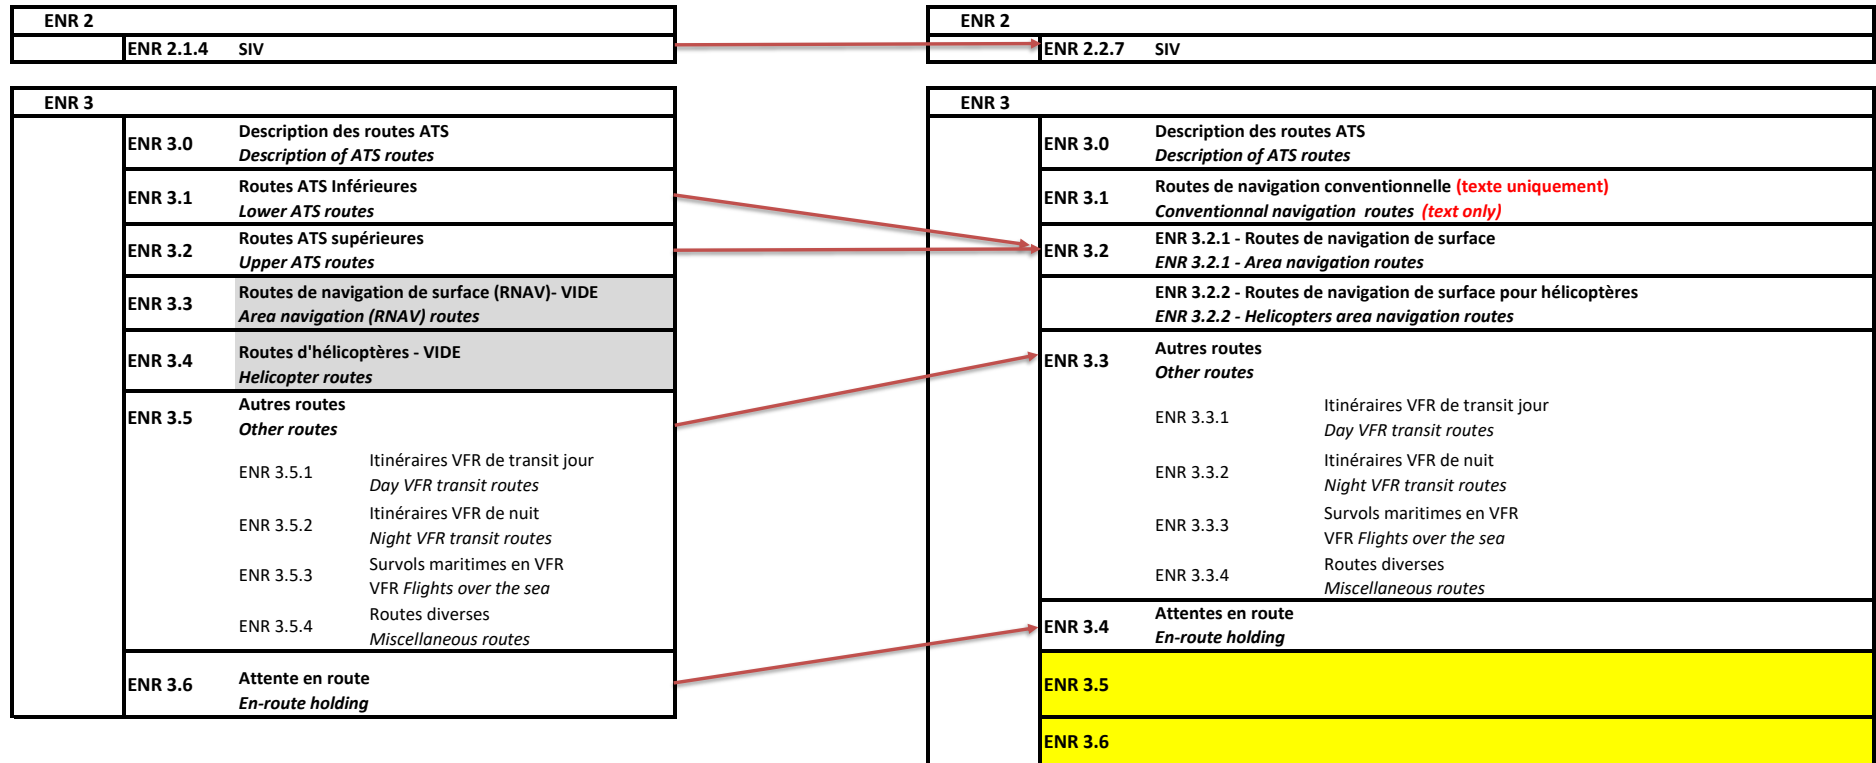 ENR 2
ENR 2.1.4 SIV
ENR 3
ENR 3.0 Description des routes ATS
Description of ATS routes
ENR 3.1 Routes ATS Inférieures
Lower ATS routes
ENR 3.2 Routes ATS supérieures
Upper ATS routes
ENR 3.3 Routes de navigation de surface (RNAV)- VIDE
Area navigation (RNAV) routes
ENR 3.4 Routes d'hélicoptères - VIDE
Helicopter routes
ENR 3.5 Autres routes
Other routes
ENR 3.5.1 Itinéraires VFR de transit jour
Day VFR transit routes
ENR 3.5.2 Itinéraires VFR de nuit
Night VFR transit routes
ENR 3.5.3 Survols maritimes en VFR
VFR Flights over the sea
ENR 3.5.4 Routes diverses
Miscellaneous routes
ENR 3.6 Attente en route
En-route holding
ENR 2
ENR 2.2.7 SIV
ENR 3
ENR 3.0 Description des routes ATS
Description of ATS routes
ENR 3.1 Routes de navigation conventionnelle (texte uniquement)
Conventionnal navigation routes (text only)
ENR 3.2 ENR 3.2.1 - Routes de navigation de surface
ENR 3.2.1 - Area navigation routes
ENR 3.2.2 - Routes de navigation de surface pour hélicoptères
ENR 3.2.2 - Helicopters area navigation routes
ENR 3.3 Autres routes
Other routes
ENR 3.3.1 Itinéraires VFR de transit jour
Day VFR transit routes
ENR 3.3.2 Itinéraires VFR de nuit
Night VFR transit routes
ENR 3.3.3 Survols maritimes en VFR
VFR Flights over the sea
ENR 3.3.4 Routes diverses
Miscellaneous routes
ENR 3.4 Attentes en route
En-route holding
ENR 3.5
ENR 3.6